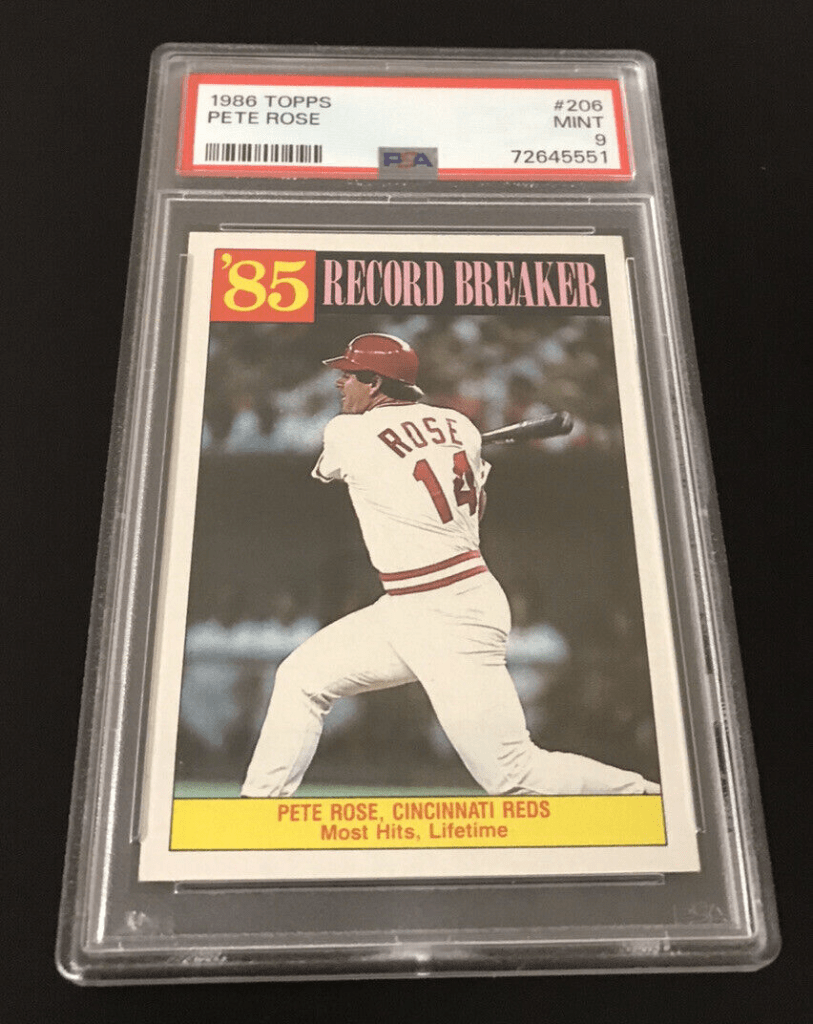 1986 TOPPS #206
PETE ROSE MINT
9
PSA 72645551
'85 RECORD BREAKER
ROSE
14
PETE ROSE, CINCINNATI REDS
Most Hits, Lifetime
PSA